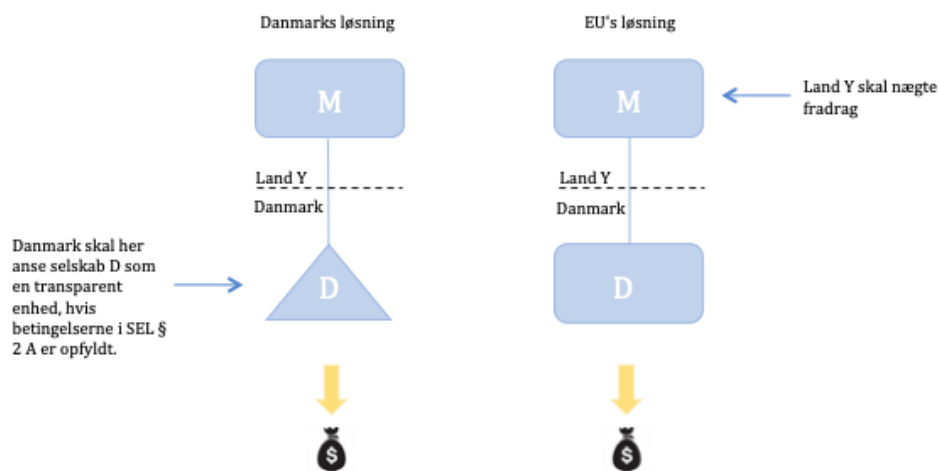 Danmarks løsning
EU's løsning
M
M
Land Y skal nægte
fradrag
Land Y
Danmark
Land Y
Danmark
Danmark skal her
anse selskab D som
en transparent
enhed, hvis
betingelserne i SEL §
2 A er opfyldt.
D
D
$
$